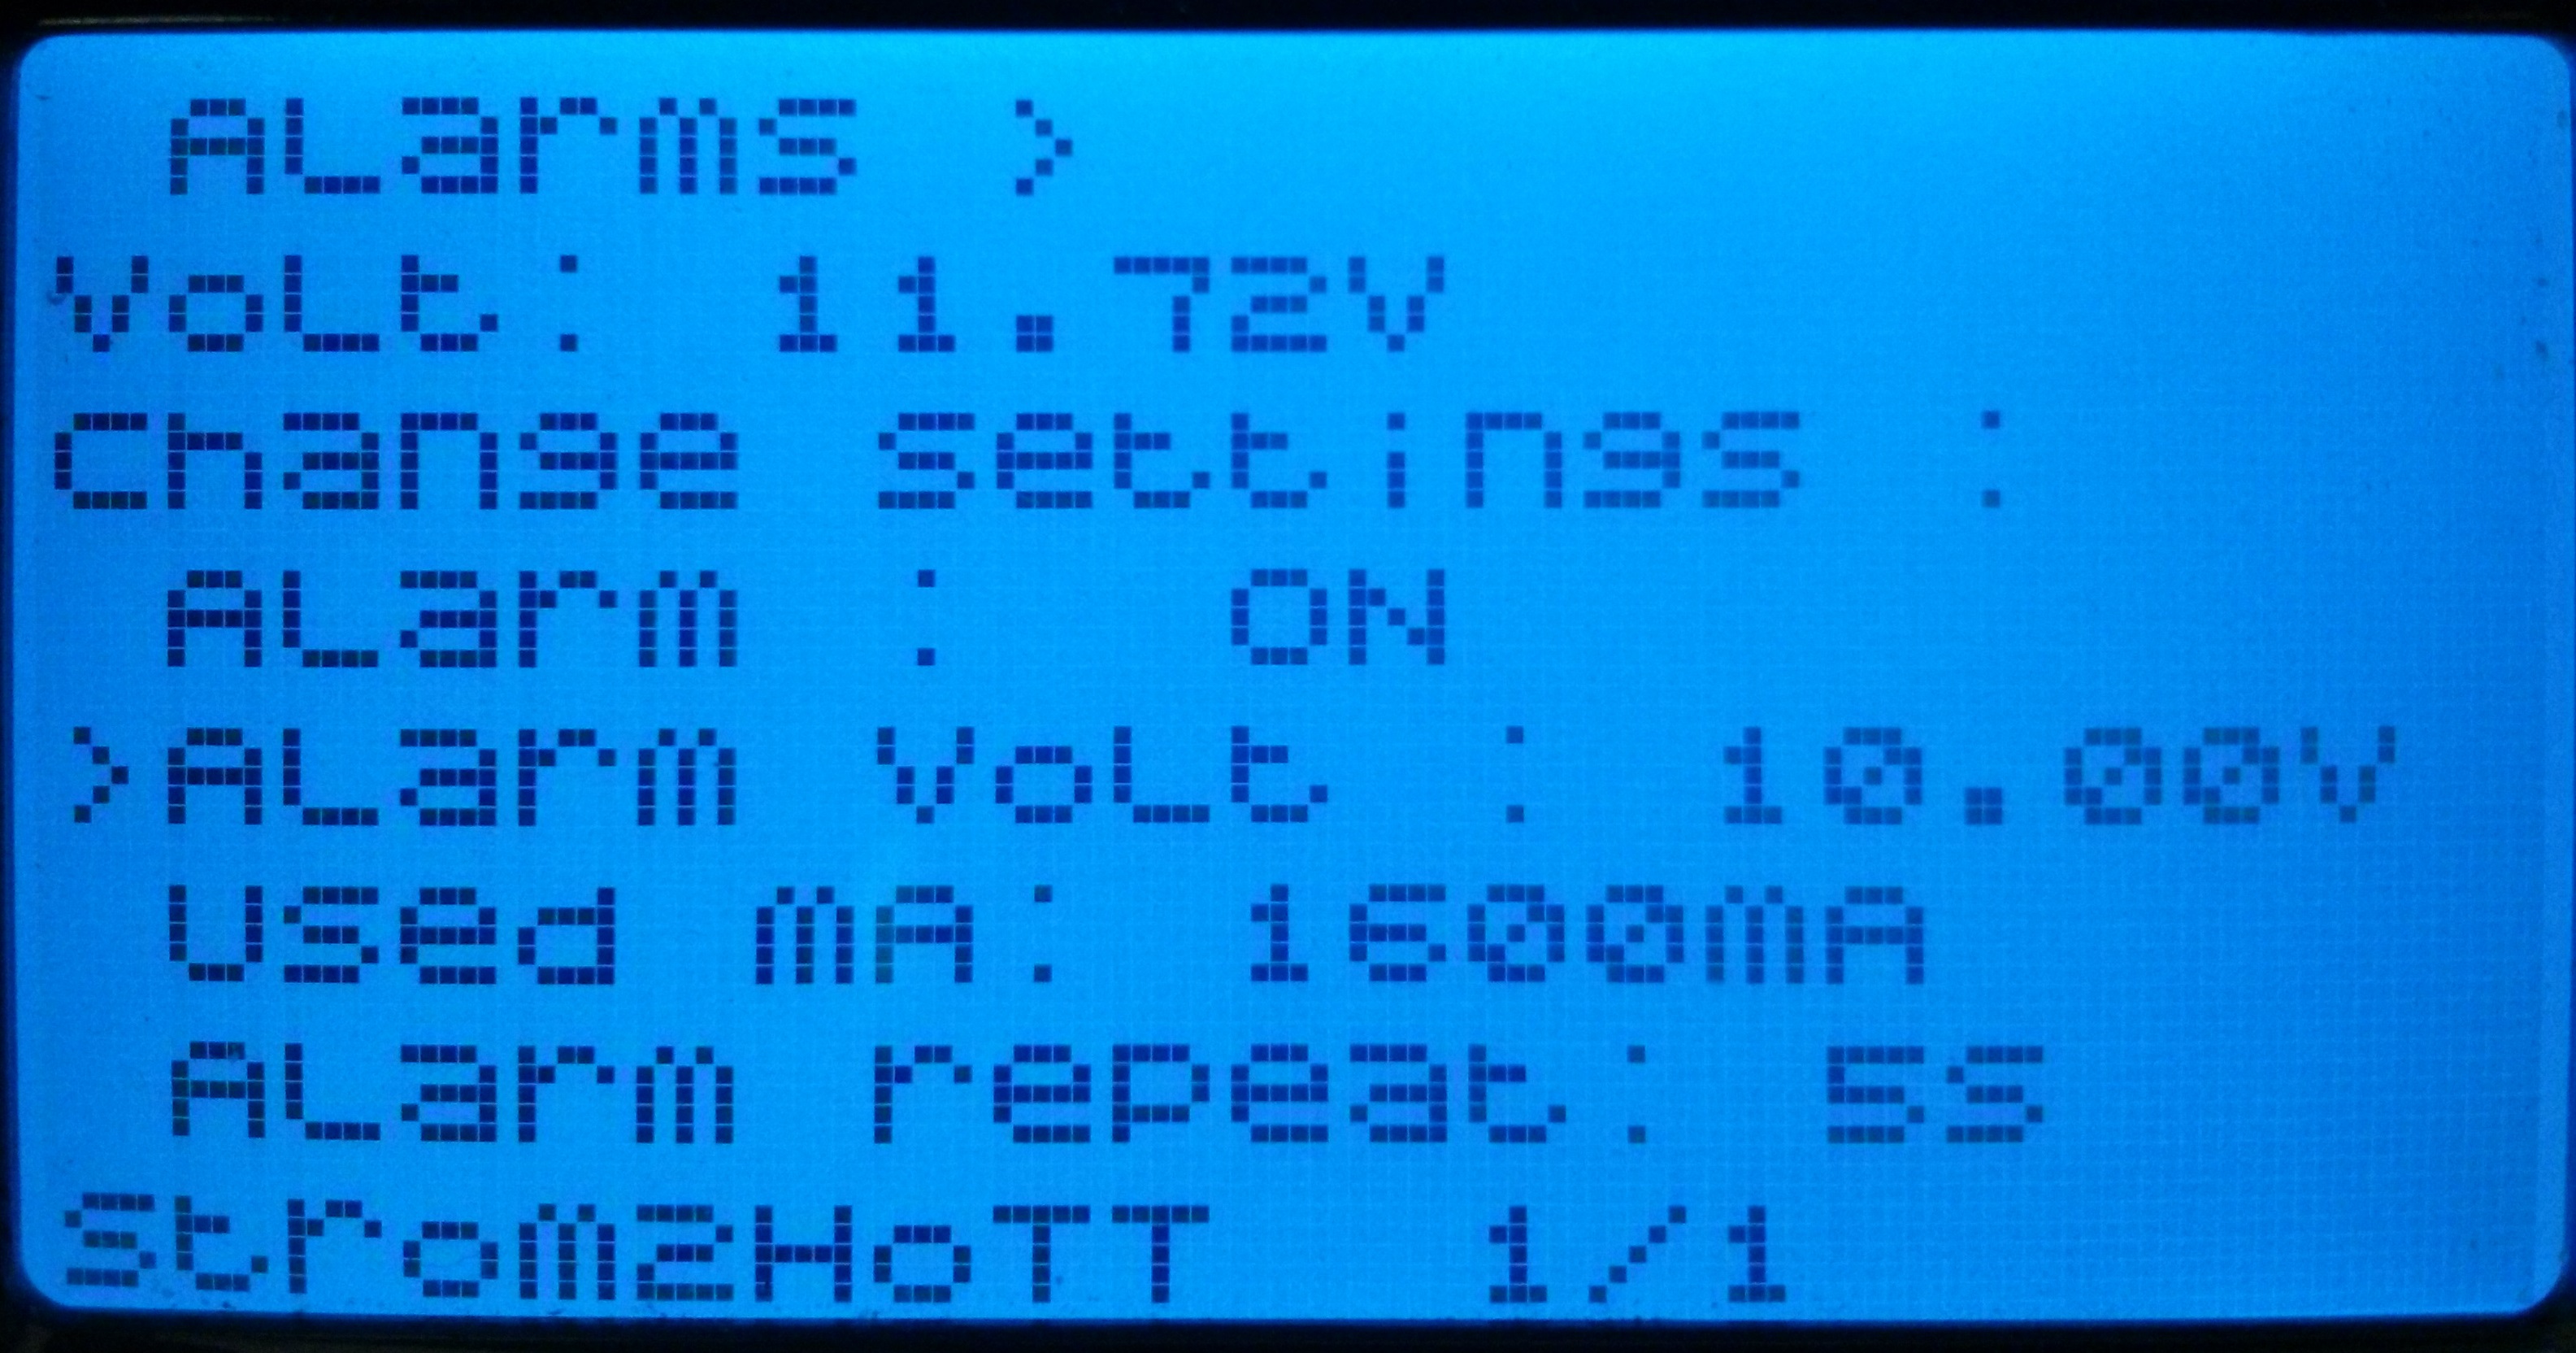 Alarms >
Volt: 11.72V
Change settings :
Alarm : ON
>Alarm Volt : 10.00V
Used mA: 1600mA
Alarm repeat: 5S
Strom2HoTT 1/1